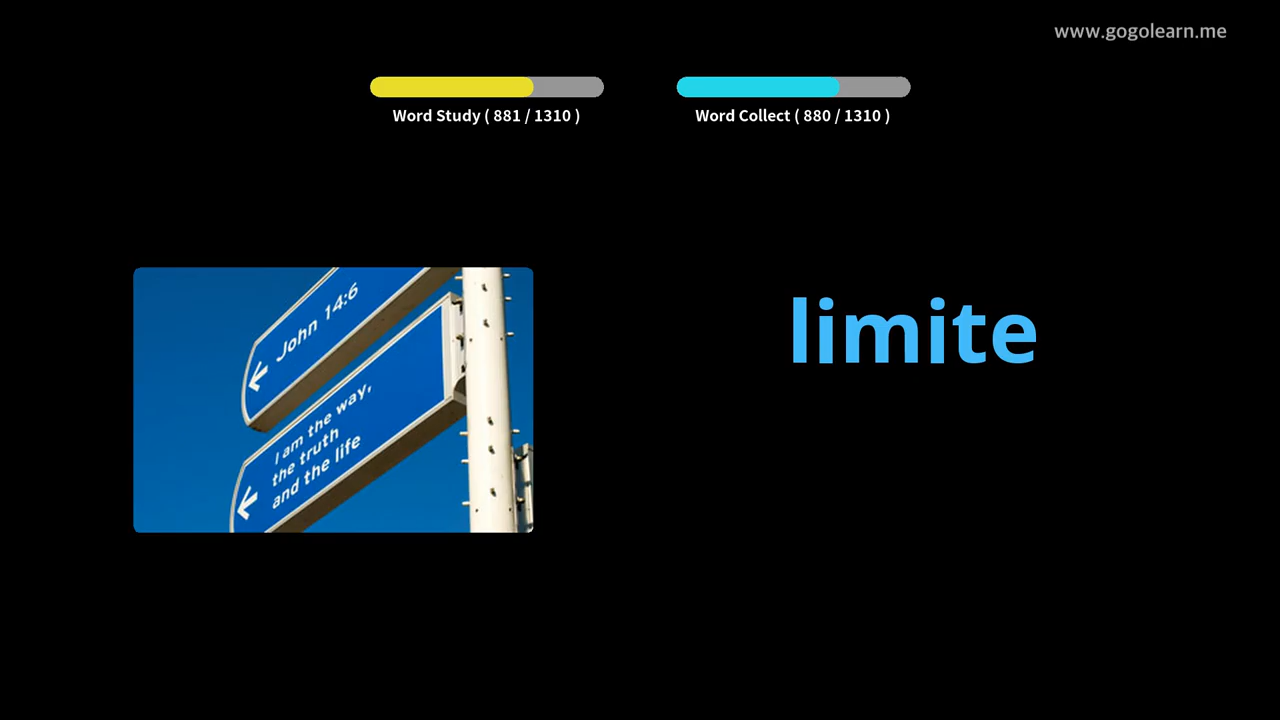 www.gogolearn.me
Word Study ( 881 / 1310 )
Word Collect ( 880 / 1310 )
John 14:6
I am the way,
the truth
and the life
limite